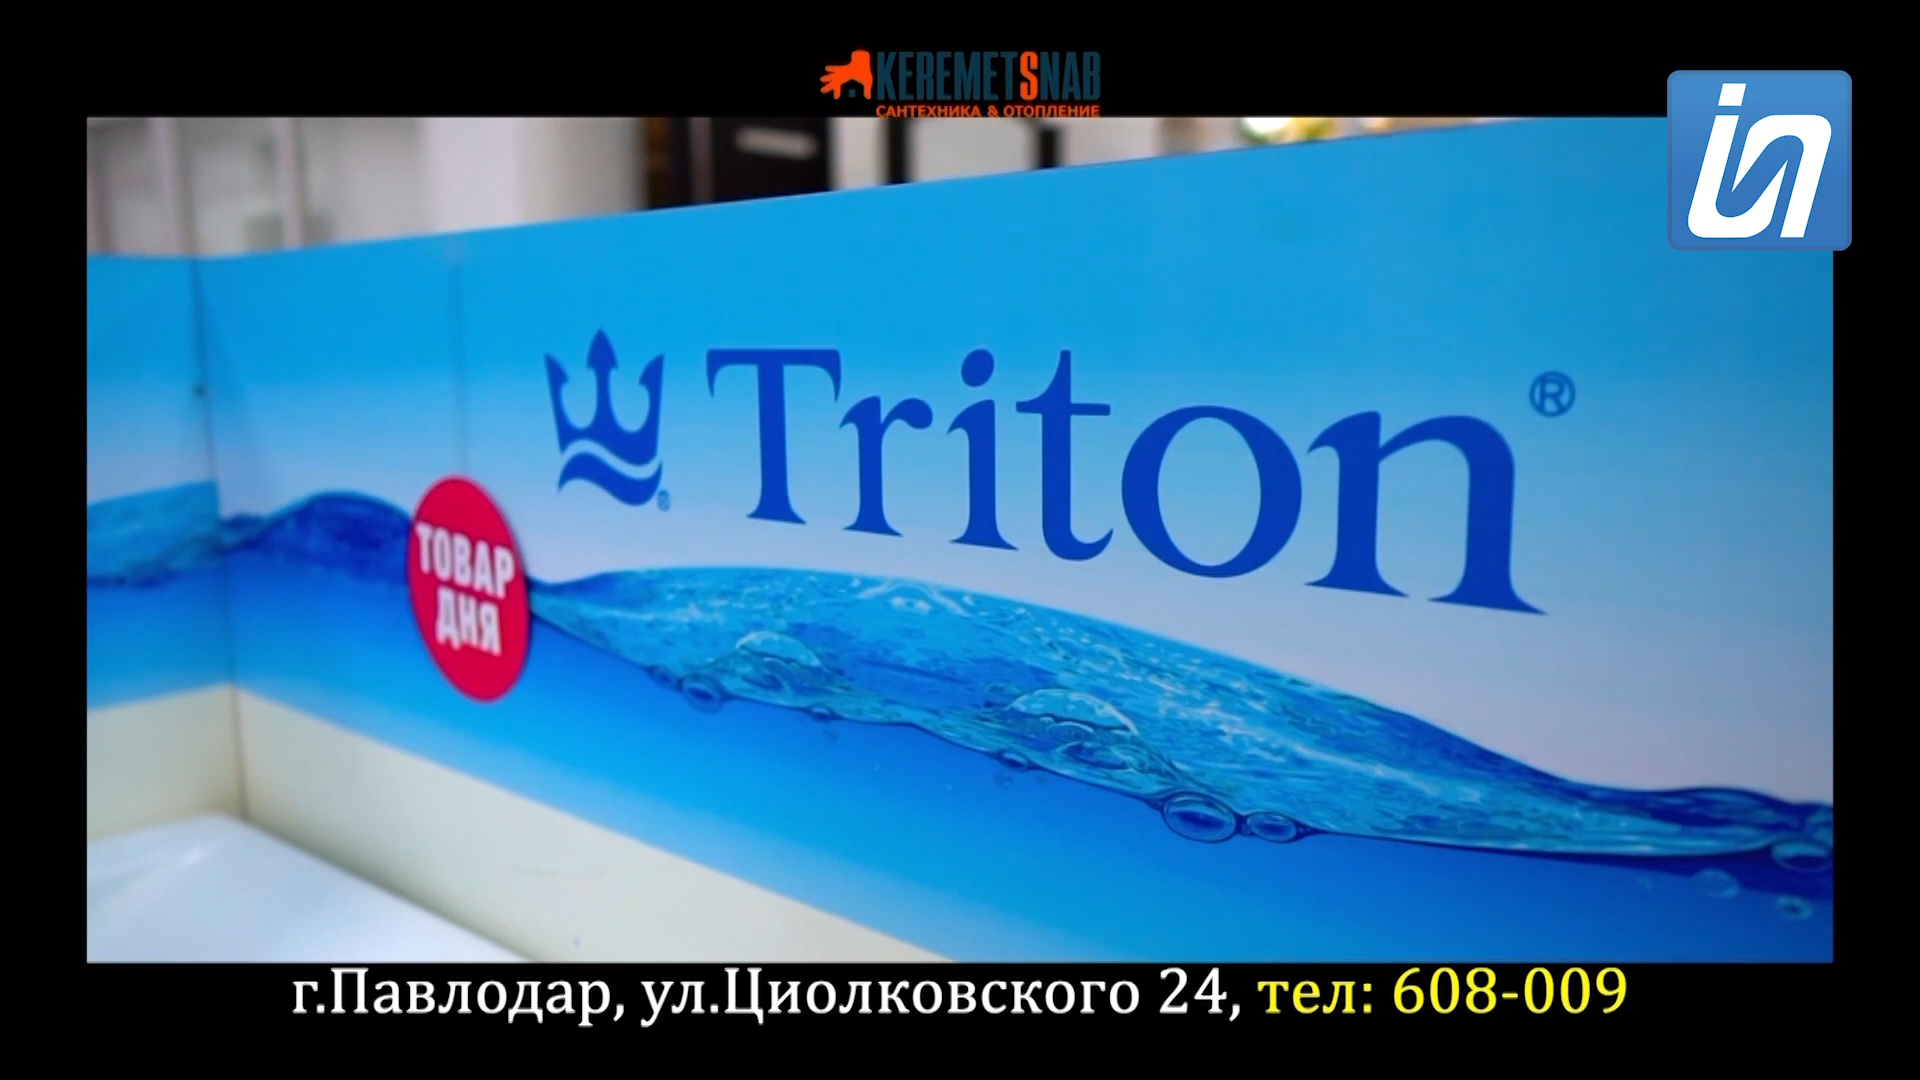 KEREMETSNAB
САНТЕХНИКА & ОТОПЛЕНИЕ
Triton®
ТОВАР
ДНЯ
г.Павлодар, ул.Циолковского 24, тел: 608-009